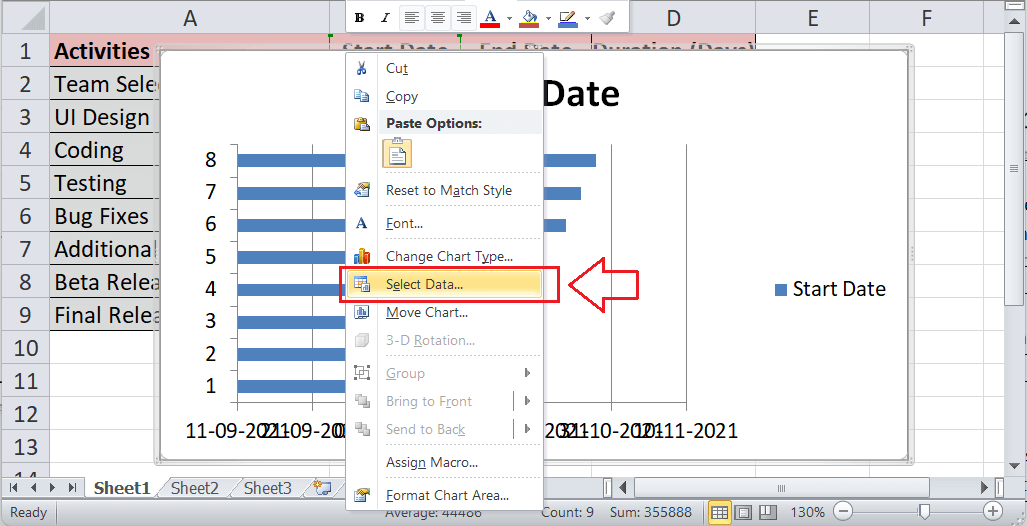 A D E F
B I A
1 Activities Start Date End Date Duration (Days)
2 Team Sele
3 UI Design
4 Coding
5 Testing
6 Bug Fixes
7 Additional
8 Beta Relea
9 Final Relea
10
11
12
13
14
Date
8
7
6
5
4
3
2
1
Start Date
11-09-2021 21-09-20 31-10-2021 10-11-2021
Cut
Copy
Paste Options:
Reset to Match Style
Font...
Change Chart Type...
Select Data...
Move Chart...
3-D Rotation...
Group
Bring to Front
Send to Back
Assign Macro...
Format Chart Area...
Sheet1 Sheet2 Sheet3
Ready Average: 44486 Count: 9 Sum: 355888 130%